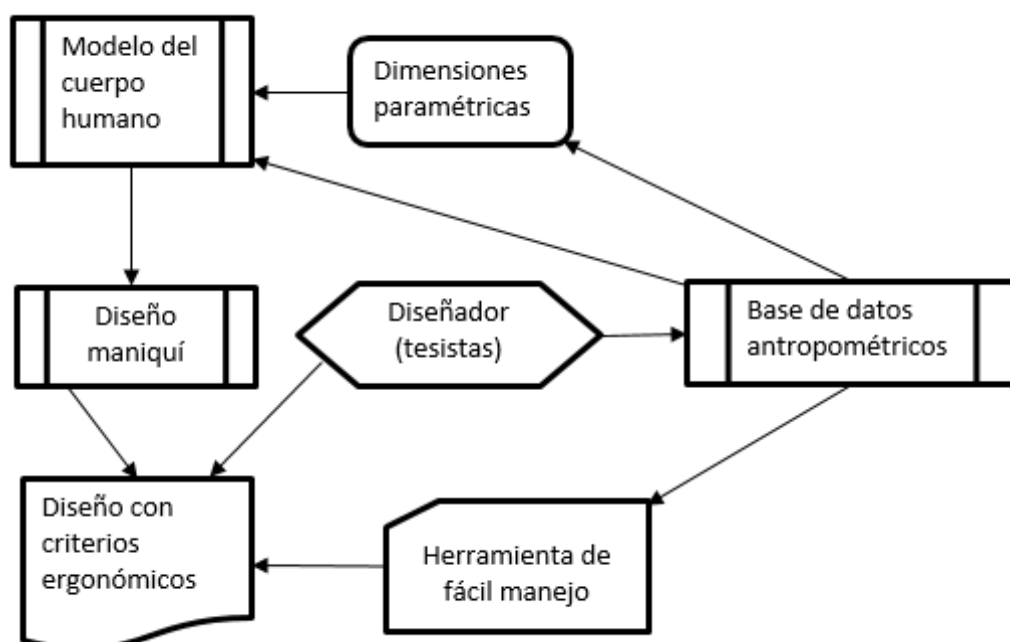 Modelo del
cuerpo
humano
Dimensiones
paramétricas
Diseño
maniquí
Diseñador
(tesistas)
Base de datos
antropométricos
Diseño con
criterios
ergonómicos
Herramienta de
fácil manejo